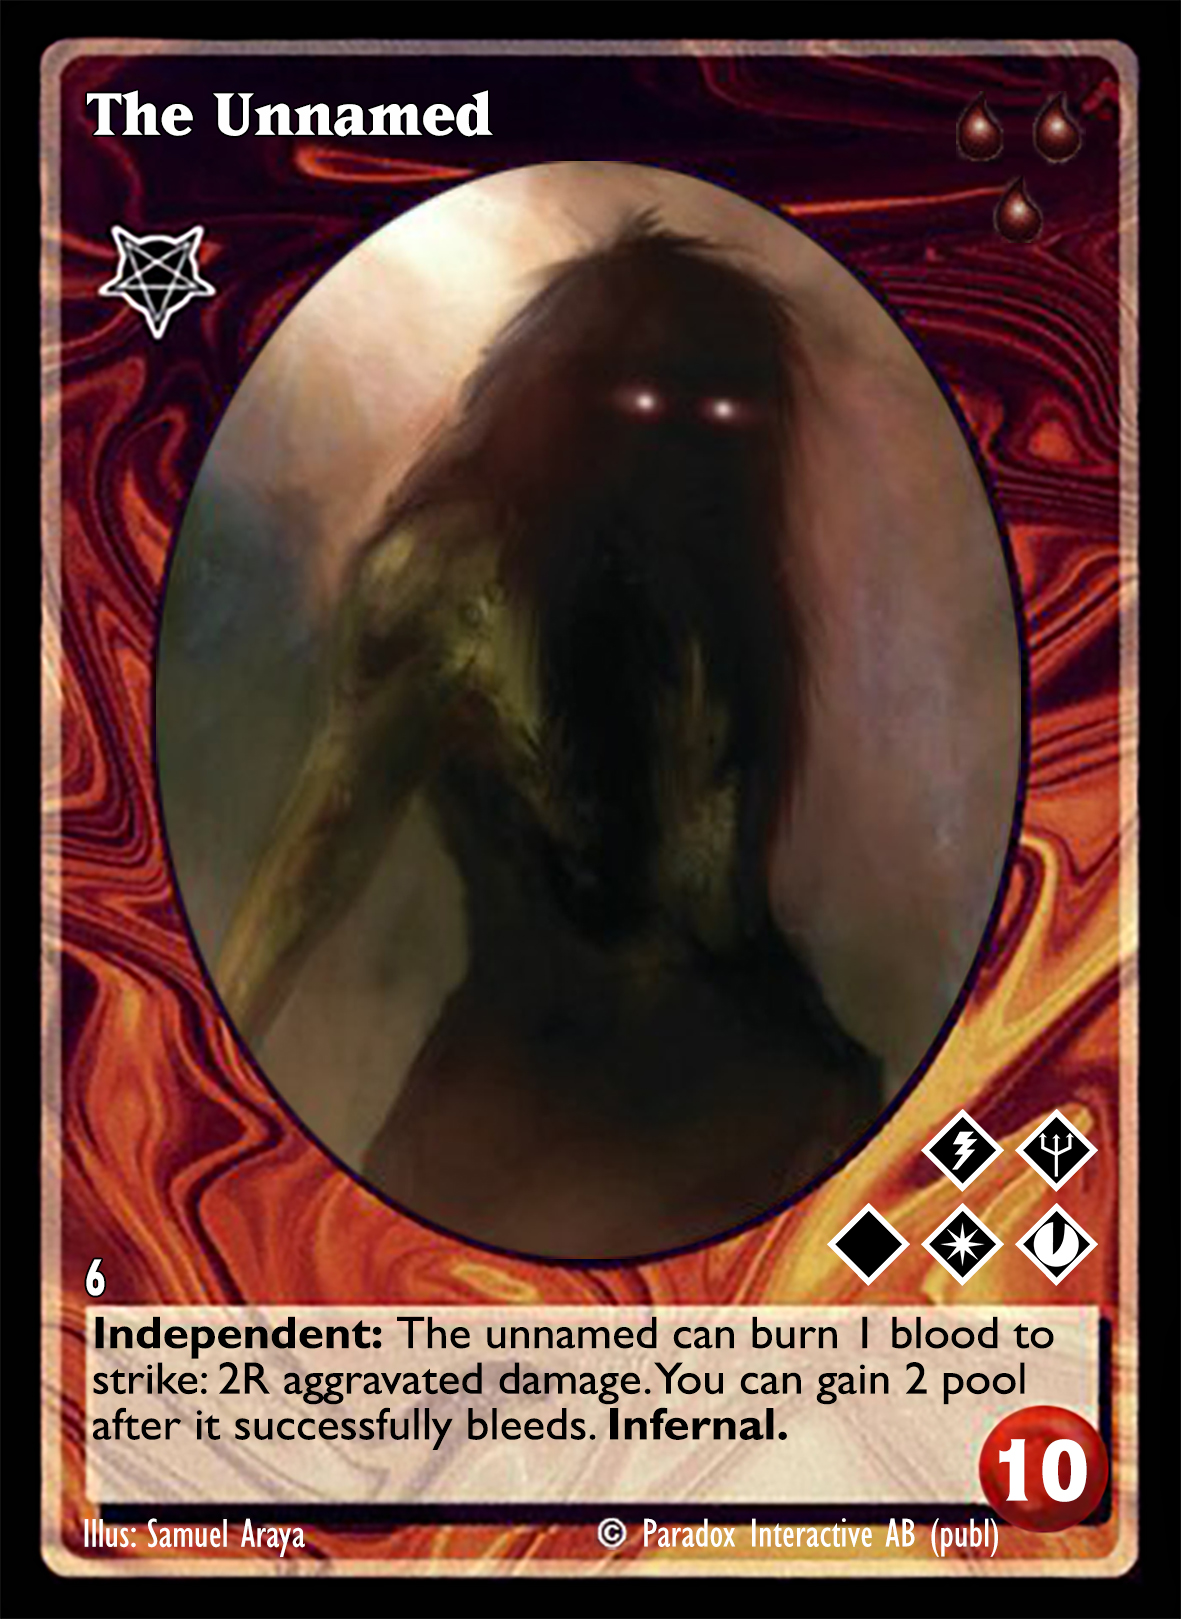 The Unnamed
6
Independent: The unnamed can burn 1 blood to
strike: 2R aggravated damage. You can gain 2 pool
after it successfully bleeds. Infernal.
10
Illus: Samuel Araya
© Paradox Interactive AB (publ)